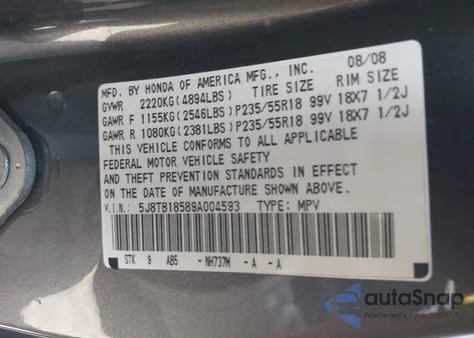 MFD. BY HONDA OF AMERICA MFG., INC. 08/08
GVWR 2220KG(4894LBS) TIRE SIZE RIM SIZE
GAWR F 1155KG(2546LBS)P235/55R18 99V 18X7 1/2J
GAWR R 1080KG(2381LBS)P235/55R18 99V 18X7 1/2J
THIS VEHICLE CONFORMS TO ALL APPLICABLE
FEDERAL MOTOR VEHICLE SAFETY
AND THEFT PREVENTION STANDARDS IN EFFECT
ON THE DATE OF MANUFACTURE SHOWN ABOVE.
V.I.N.: 5J8TB18589A004593 TYPE: MPV
STK 9 AB5 - NH737M - A - A
autoSnap